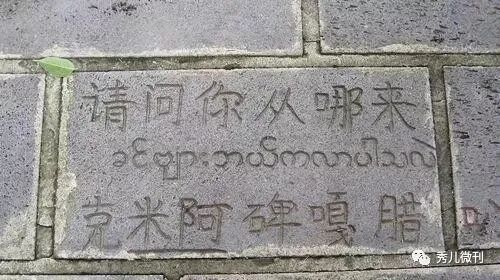 请问你从哪来
ခင်ဗျားဘယ်ကလာပါသလဲ
克米阿碑嘎腊
秀儿微刊